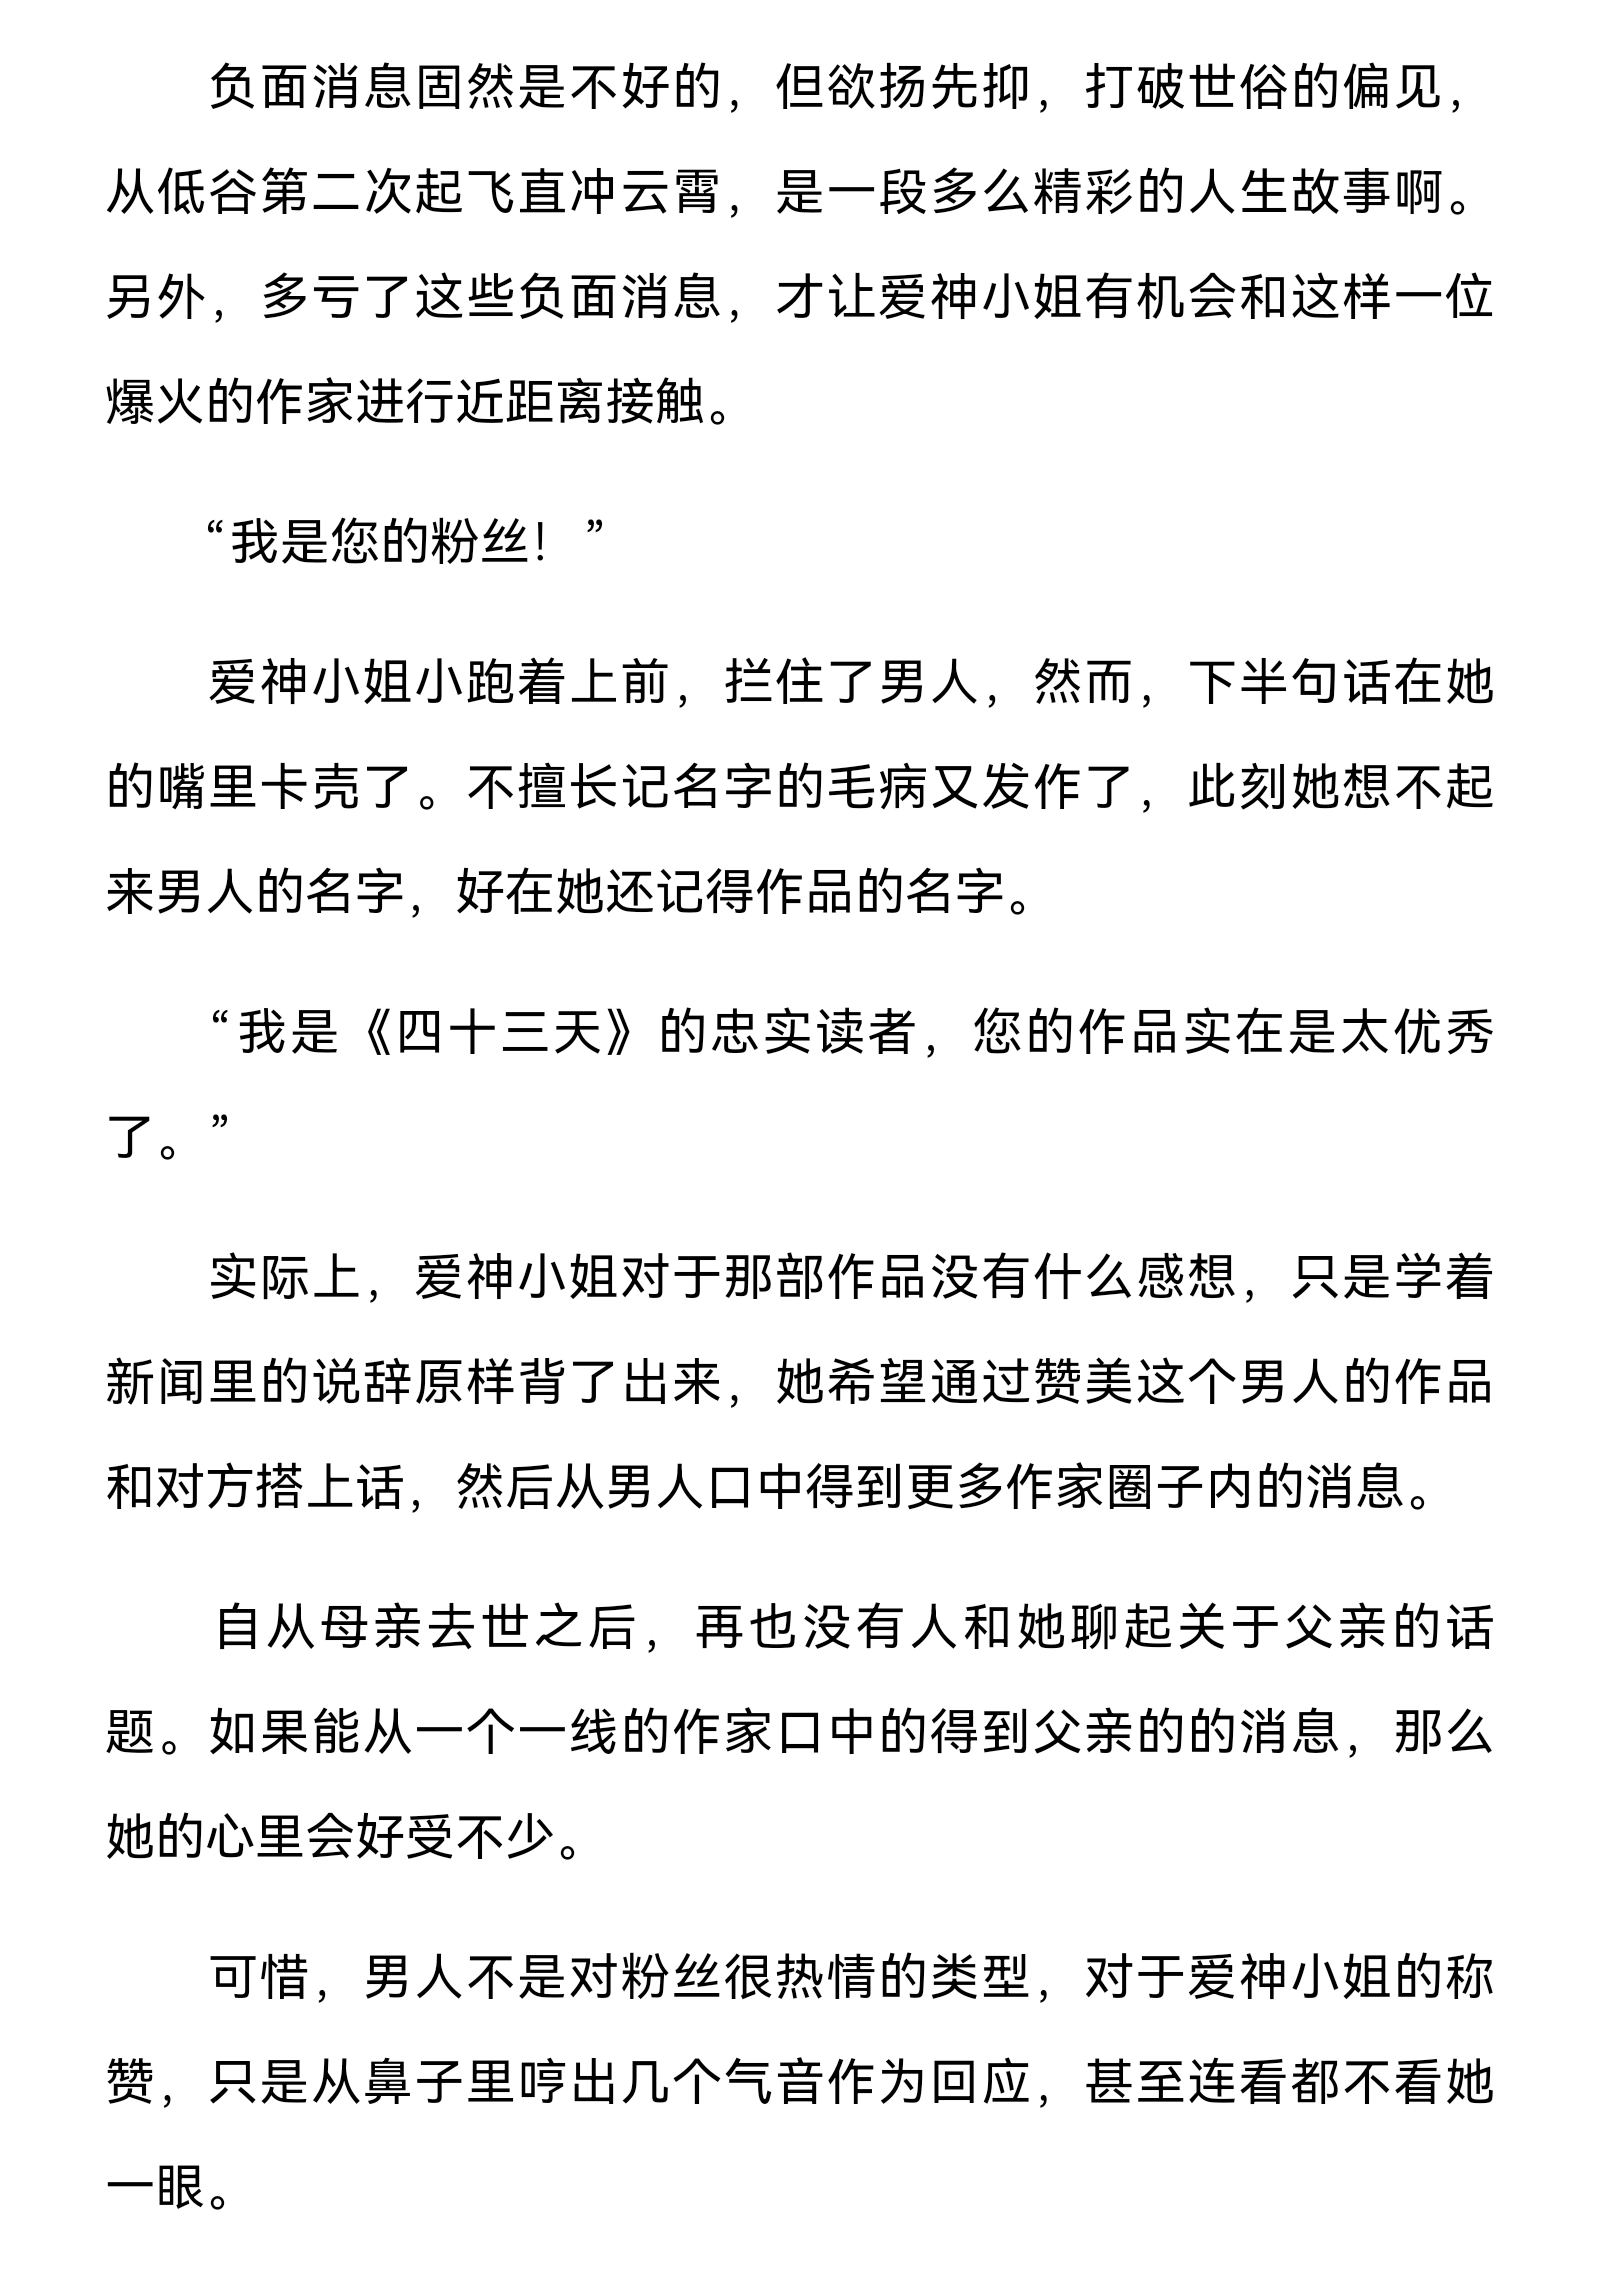 负面消息固然是不好的，但欲扬先抑，打破世俗的偏见，
从低谷第二次起飞直冲云霄，是一段多么精彩的人生故事啊。
另外，多亏了这些负面消息，才让爱神小姐有机会和这样一位
爆火的作家进行近距离接触。
“我是您的粉丝！”
爱神小姐小跑着上前，拦住了男人，然而，下半句话在她
的嘴里卡壳了。不擅长记名字的毛病又发作了，此刻她想不起
来男人的名字，好在她还记得作品的名字。
“我是《四十三天》的忠实读者，您的作品实在是太优秀
了。”
实际上，爱神小姐对于那部作品没有什么感想，只是学着
新闻里的说辞原样背了出来，她希望通过赞美这个男人的作品
和对方搭上话，然后从男人口中得到更多作家圈子内的消息。
自从母亲去世之后，再也没有人和她聊起关于父亲的话
题。如果能从一个一线的作家口中的得到父亲的的消息，那么
她的心里会好受不少。
可惜，男人不是对粉丝很热情的类型，对于爱神小姐的称
赞，只是从鼻子里哼出几个气音作为回应，甚至连看都不看她
一眼。